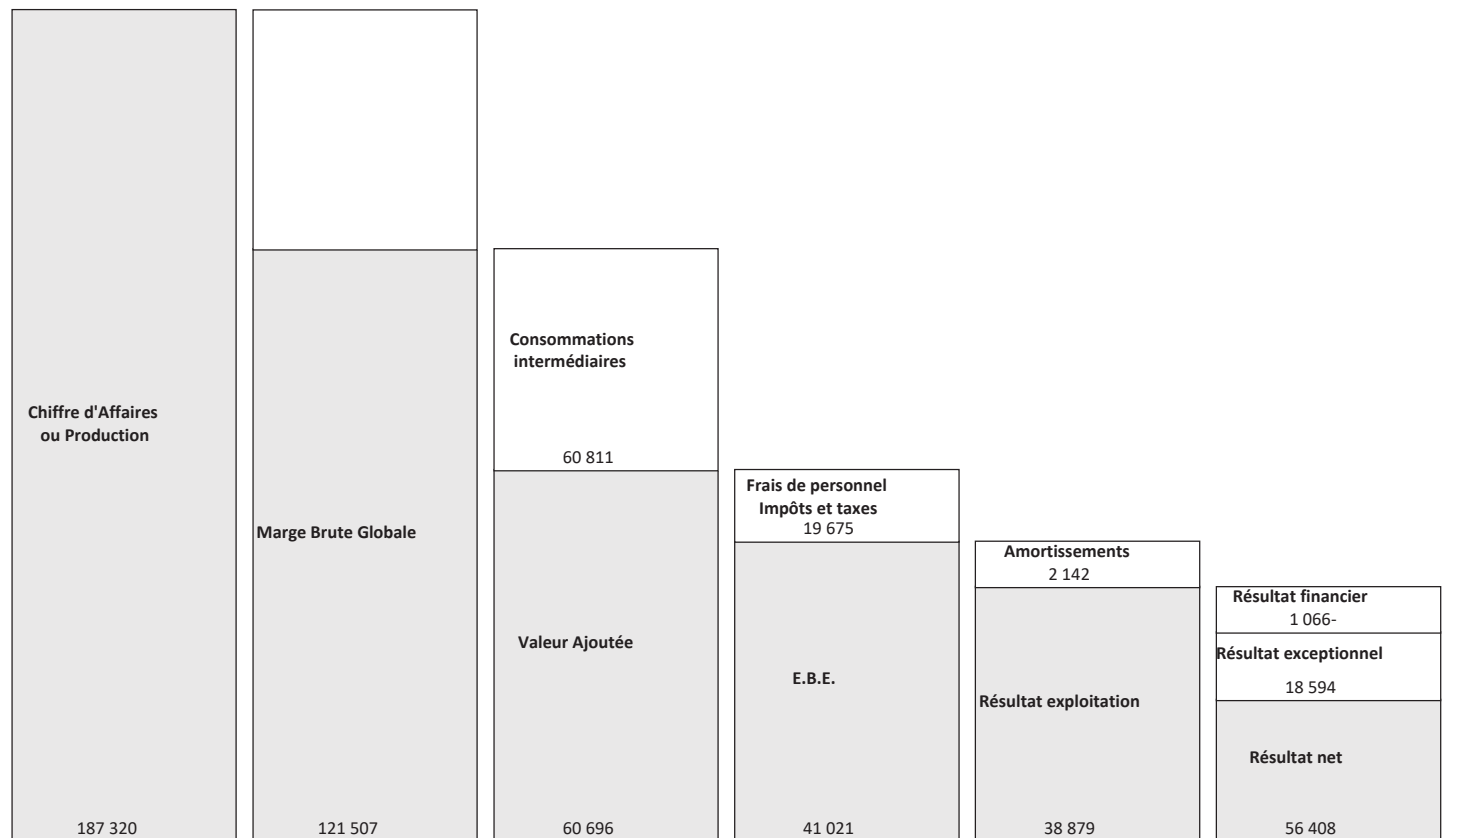 Chiffre d'Affaires
ou Production
187 320
Marge Brute Globale
121 507
Consommations
intermédiaires
60 811
Valeur Ajoutée
60 696
Frais de personnel
Impôts et taxes
19 675
E.B.E.
41 021
Amortissements
2 142
Résultat exploitation
38 879
Résultat financier
1 066-
Résultat exceptionnel
18 594
Résultat net
56 408